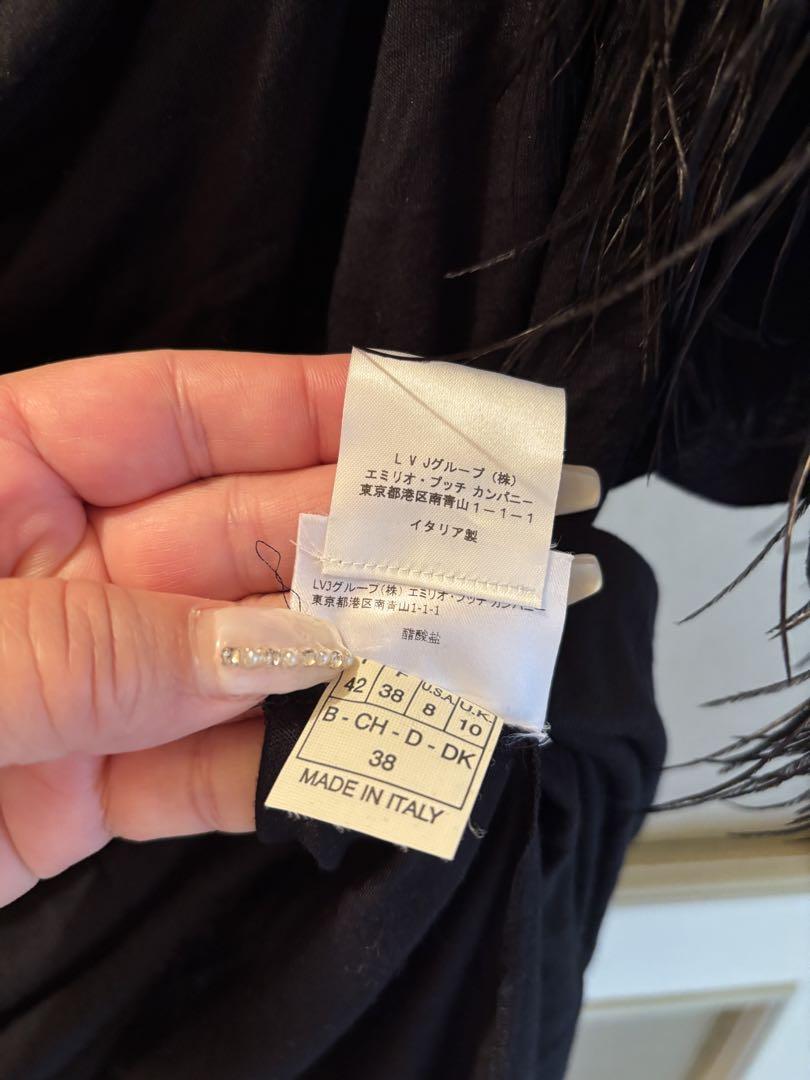 ＬＶＪグループ（株）
エミリオ・プッチ カンパニー
東京都港区南青山１－１－１
イタリア製
LVJグループ（株） エミリオ・プッチ カンパニー
東京都港区南青山1-1-1
醋酸盐
42 38 U.S.A. 8 U.K. 10
B - CH - D - DK
38
MADE IN ITALY